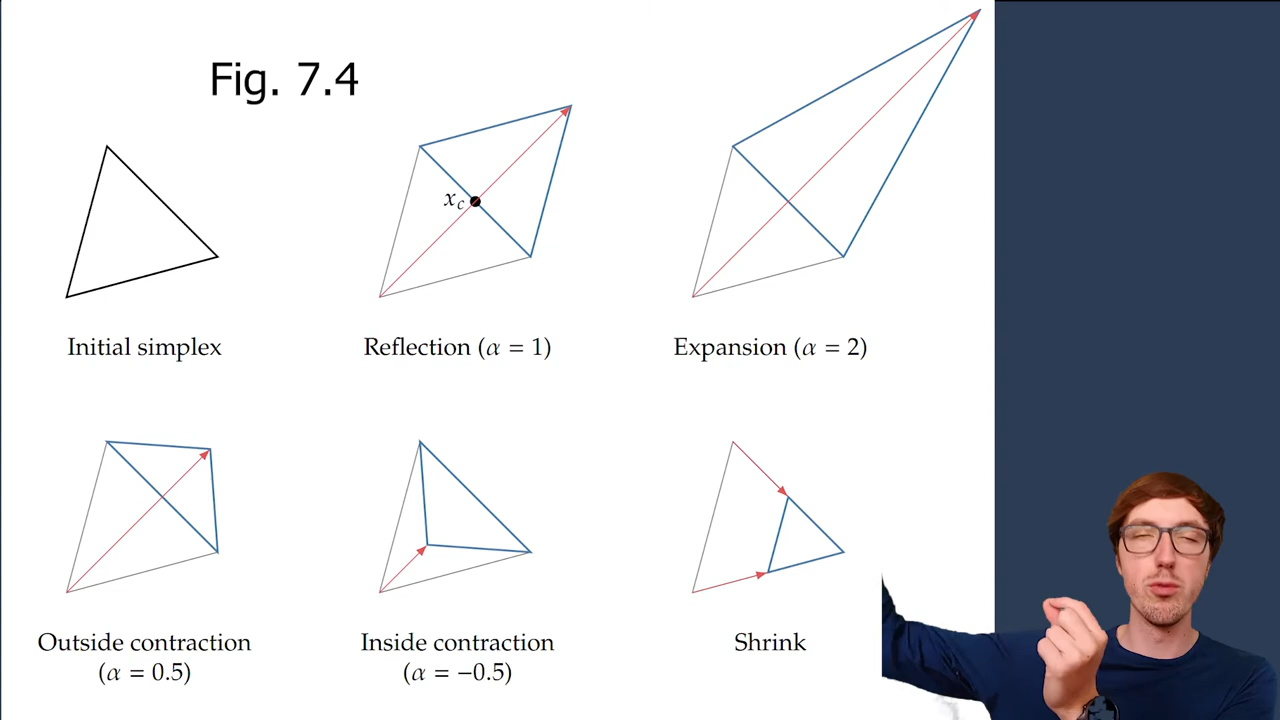 Fig. 7.4
x_c
Initial simplex
Reflection (α = 1)
Expansion (α = 2)
Outside contraction
(α = 0.5)
Inside contraction
(α = −0.5)
Shrink